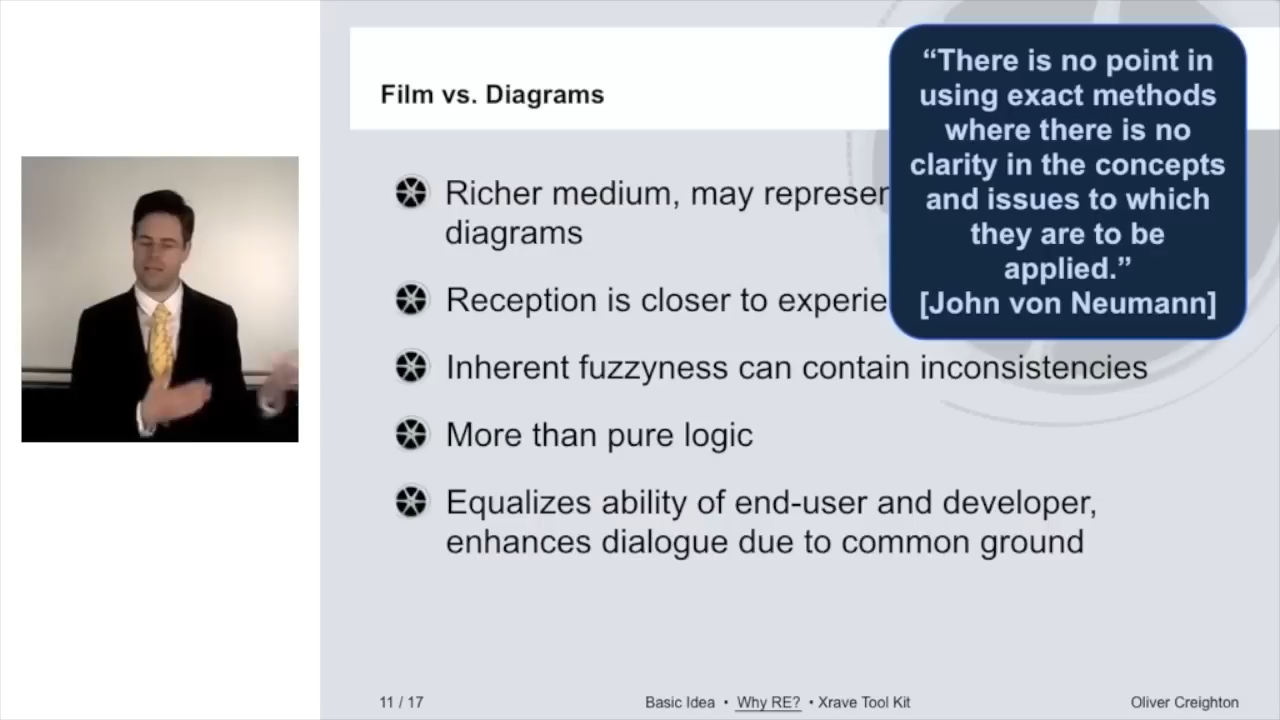 Film vs. Diagrams
“There is no point in
using exact methods
where there is no
clarity in the concepts
and issues to which
they are to be
applied.”
[John von Neumann]
Richer medium, may
diagrams
Reception is closer to
Inherent fuzzyness can contain inconsistencies
More than pure logic
Equalizes ability of end-user and developer,
enhances dialogue due to common ground
11 / 17
Basic Idea • Why RE? • Xrave Tool Kit
Oliver Creighton